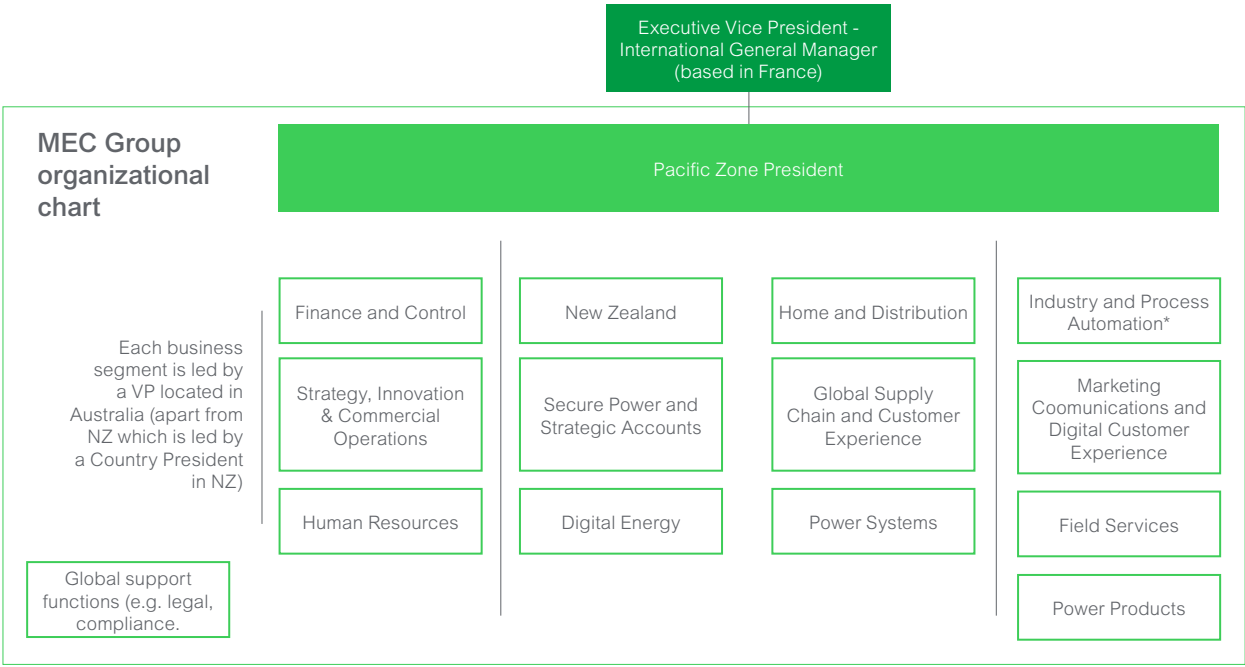 Executive Vice President -
International General Manager
(based in France)
MEC Group
organizational
chart
Pacific Zone President
Each business
segment is led by
a VP located in
Australia (apart from
NZ which is led by
a Country President
in NZ)
Finance and Control
Strategy, Innovation
& Commercial
Operations
Human Resources
New Zealand
Secure Power and
Strategic Accounts
Digital Energy
Home and Distribution
Global Supply
Chain and Customer
Experience
Power Systems
Industry and Process
Automation*
Marketing
Coomunications and
Digital Customer
Experience
Field Services
Power Products
Global support
functions (e.g. legal,
compliance.